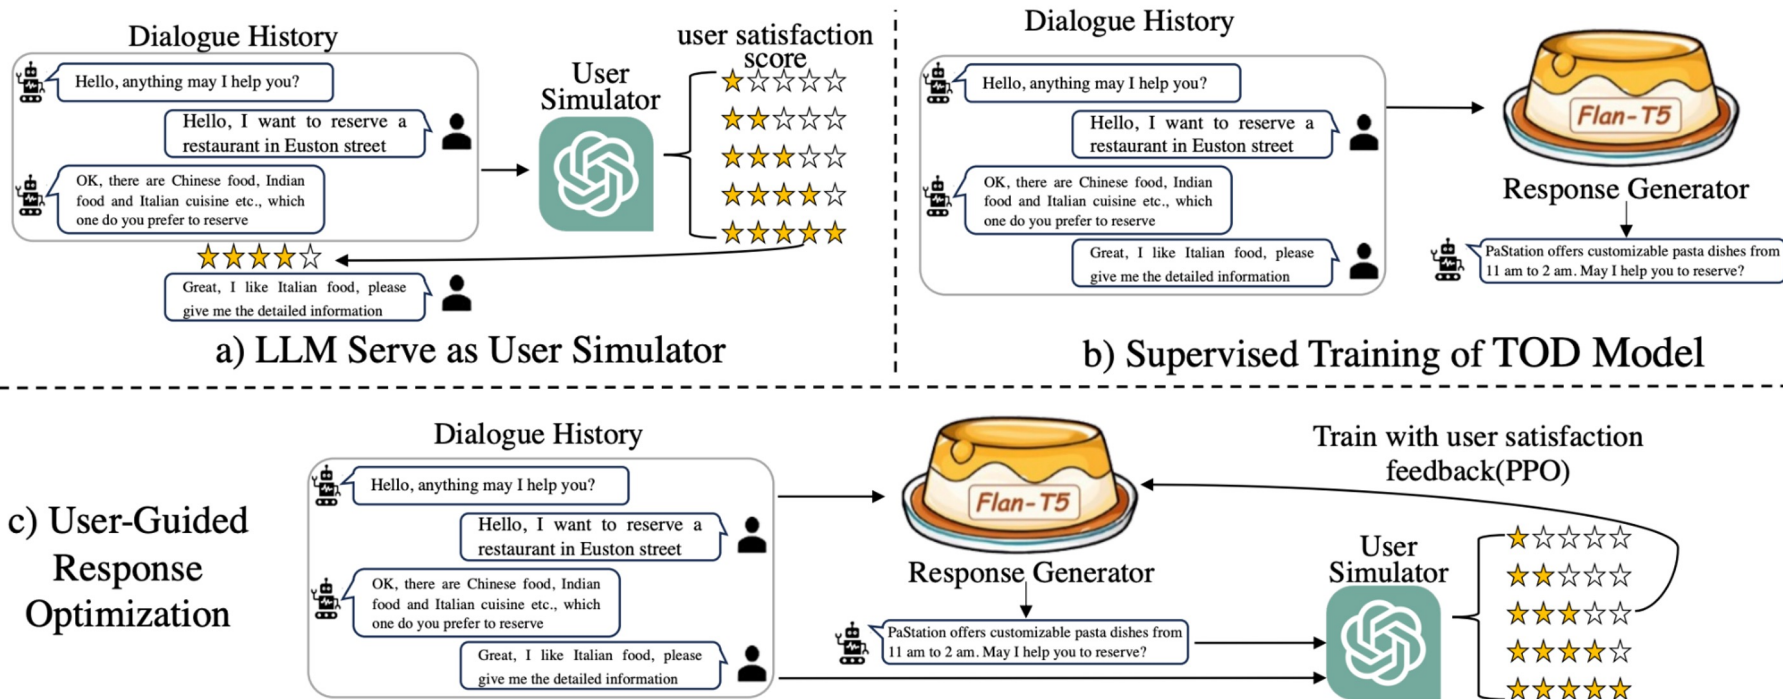 Dialogue History
Hello, anything may I help you?
Hello, I want to reserve a
restaurant in Euston street
OK, there are Chinese food, Indian
food and Italian cuisine etc., which
one do you prefer to reserve
Great, I like Italian food, please
give me the detailed information
User
Simulator
user satisfaction
score
a) LLM Serve as User Simulator
Dialogue History
Hello, anything may I help you?
Hello, I want to reserve a
restaurant in Euston street
OK, there are Chinese food, Indian
food and Italian cuisine etc., which
one do you prefer to reserve
Great, I like Italian food, please
give me the detailed information
Flan-T5
Response Generator
PaStation offers customizable pasta dishes from
11 am to 2 am. May I help you to reserve?
b) Supervised Training of TOD Model
c) User-Guided
Response
Optimization
Dialogue History
Hello, anything may I help you?
Hello, I want to reserve a
restaurant in Euston street
OK, there are Chinese food, Indian
food and Italian cuisine etc., which
one do you prefer to reserve
Great, I like Italian food, please
give me the detailed information
Flan-T5
Response Generator
PaStation offers customizable pasta dishes from
11 am to 2 am. May I help you to reserve?
User
Simulator
Train with user satisfaction
feedback(PPO)